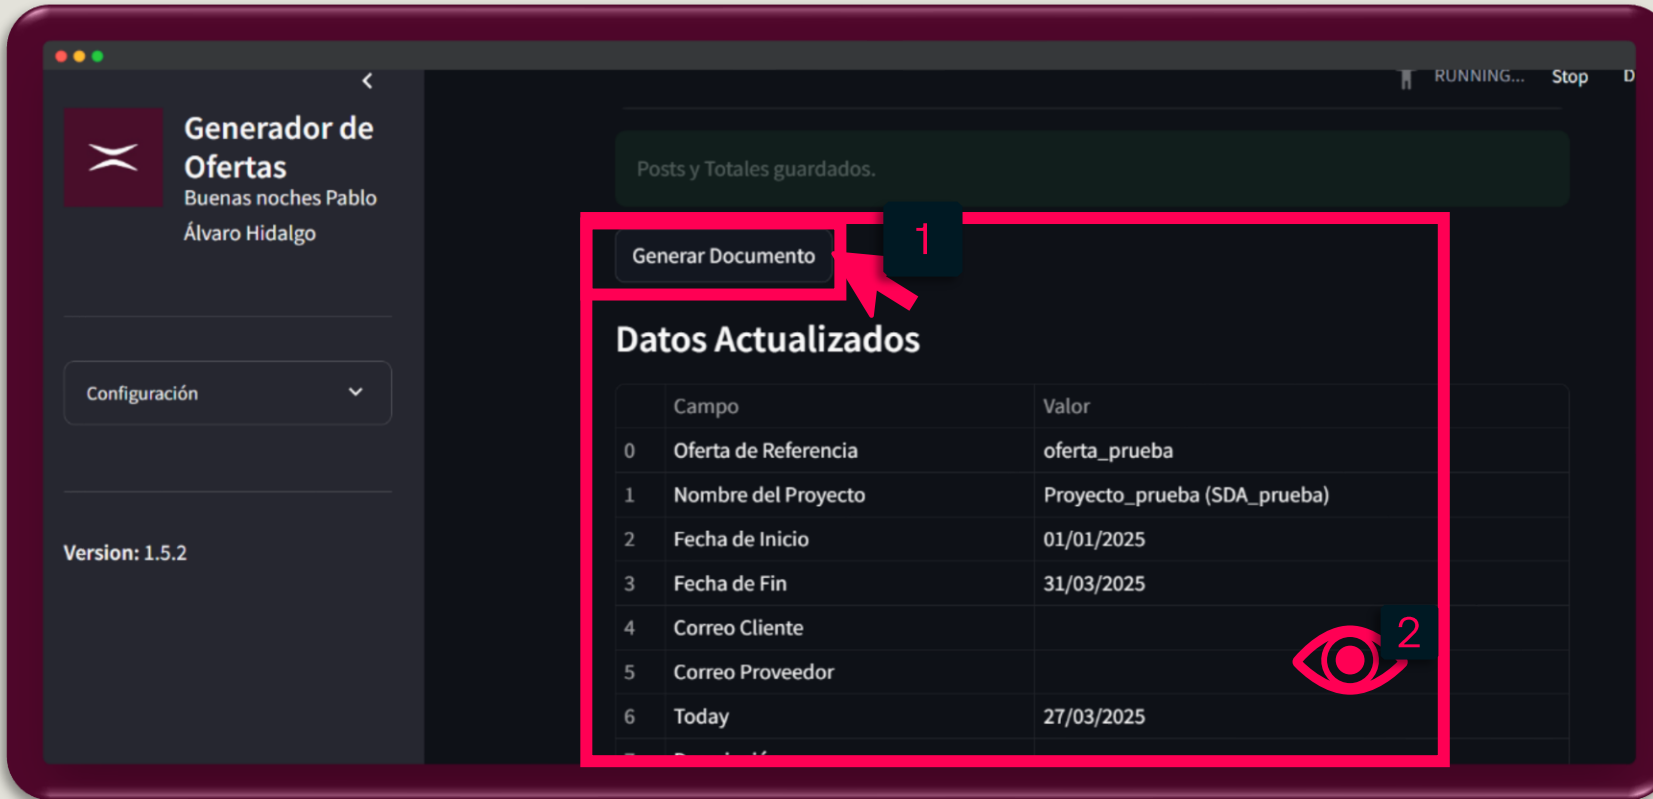 RUNNING... Stop D
Generador de
Ofertas
Buenas noches Pablo
Álvaro Hidalgo
Configuración
Version: 1.5.2
Posts y Totales guardados.
Generar Documento
1
Datos Actualizados
Campo Valor
0 Oferta de Referencia oferta_prueba
1 Nombre del Proyecto Proyecto_prueba (SDA_prueba)
2 Fecha de Inicio 01/01/2025
3 Fecha de Fin 31/03/2025
4 Correo Cliente
2
5 Correo Proveedor
6 Today 27/03/2025